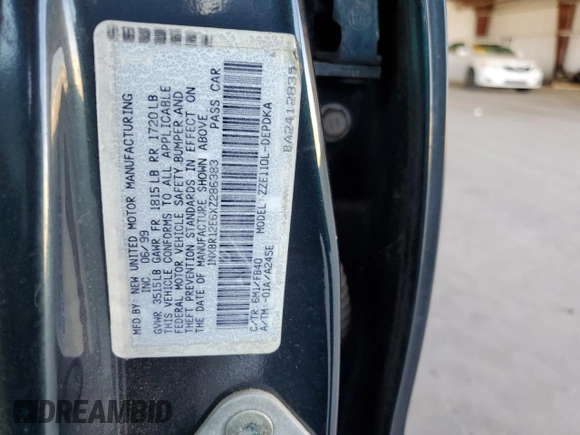 MFD BY: NEW UNITED MOTOR MANUFACTURING
INC 06/99
GVWR 3515LB GAWR FR 1815LB RR 1720LB
THIS VEHICLE CONFORMS TO ALL APPLICABLE
FEDERAL MOTOR VEHICLE SAFETY,BUMPER,AND
THEFT PREVENTION STANDARDS IN EFFECT ON
THE DATE OF MANUFACTURE SHOWN ABOVE.
1NXBR12E6XZ286383 PASS CAR
C/TR: 6M1/FB40 MODEL: ZZE110L-DEPDKA
A/TM:-01A/A245E
BA2412835
DREAMBID